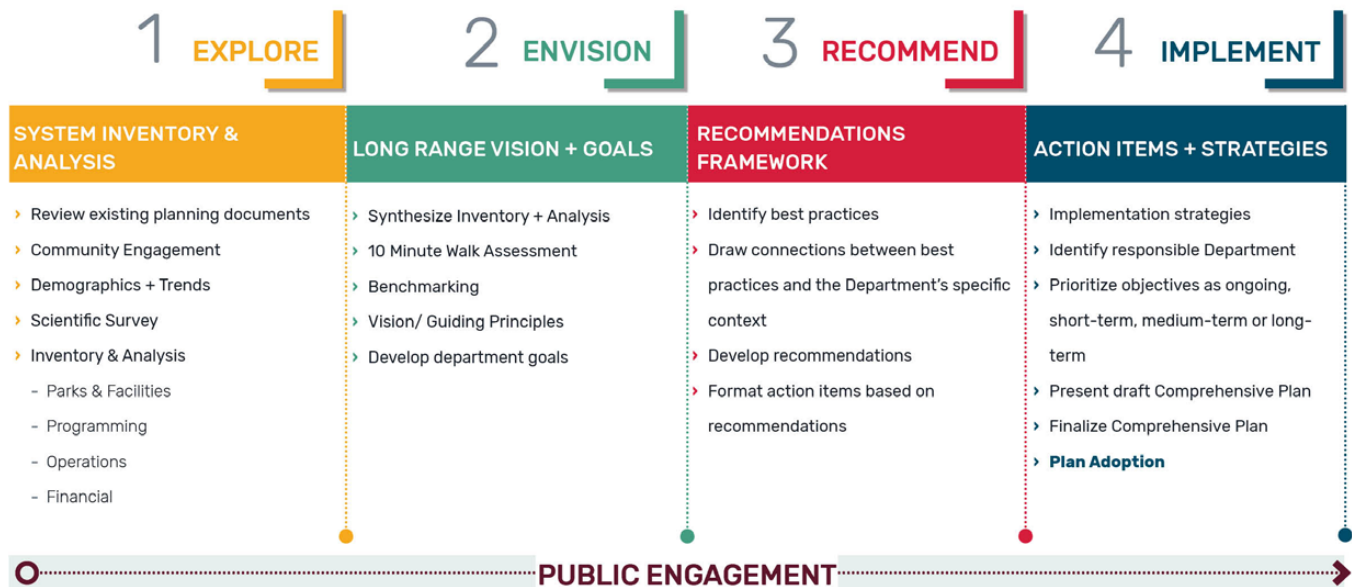 1 EXPLORE
2 ENVISION
3 RECOMMEND
4 IMPLEMENT
SYSTEM INVENTORY &
ANALYSIS
› Review existing planning documents
› Community Engagement
› Demographics + Trends
› Scientific Survey
› Inventory & Analysis
- Parks & Facilities
- Programming
- Operations
- Financial
LONG RANGE VISION + GOALS
› Synthesize Inventory + Analysis
› 10 Minute Walk Assessment
› Benchmarking
› Vision/ Guiding Principles
› Develop department goals
RECOMMENDATIONS
FRAMEWORK
› Identify best practices
› Draw connections between best
practices and the Department's specific
context
› Develop recommendations
› Format action items based on
recommendations
ACTION ITEMS + STRATEGIES
› Implementation strategies
› Identify responsible Department
› Prioritize objectives as ongoing,
short-term, medium-term or long-
term
› Present draft Comprehensive Plan
› Finalize Comprehensive Plan
› Plan Adoption
PUBLIC ENGAGEMENT